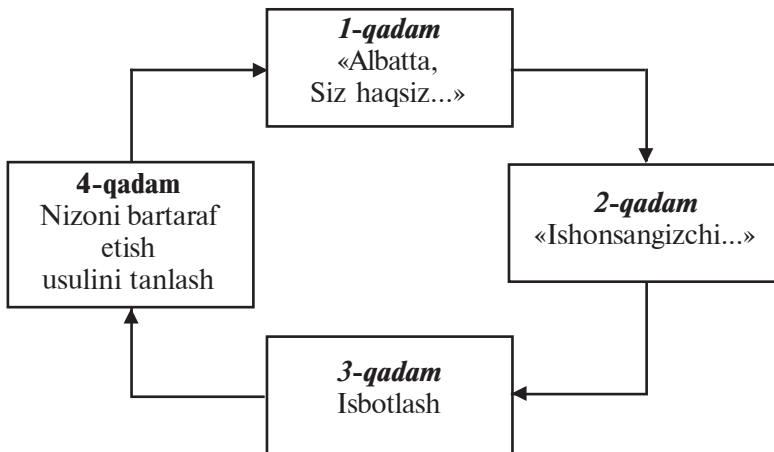 1-qadam
«Albatta,
Siz haqsiz...»
2-qadam
«Ishonsangizchi...»
3-qadam
Isbotlash
4-qadam
Nizoni bartaraf
etish
usulini tanlash